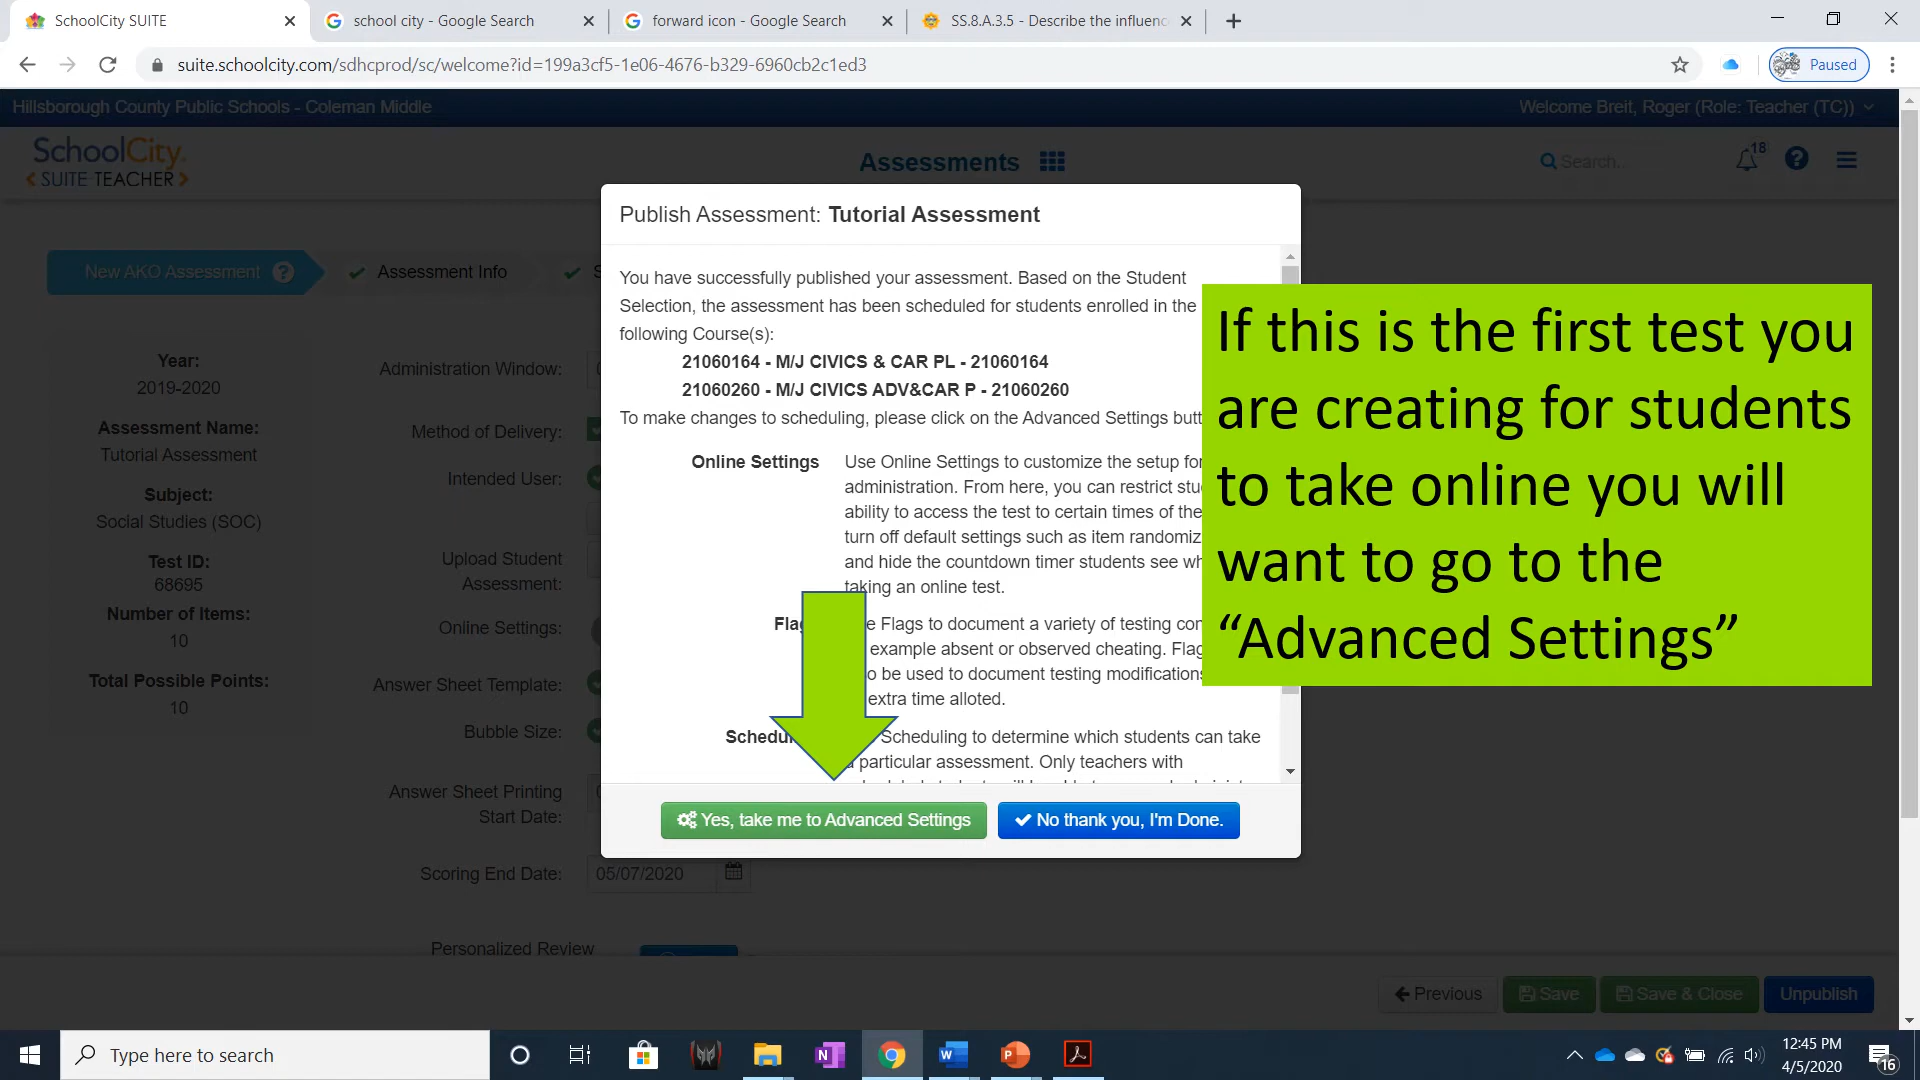 SchoolCity SUITE
school city - Google Search
forward icon - Google Search
SS.8.A.3.5 - Describe the influenc
suite.schoolcity.com/sdhcprod/sc/welcome?id=199a3cf5-1e06-4676-b329-6960cb2c1ed3
Paused
Hillsborough County Public Schools - Coleman Middle
Welcome Breit, Roger (Role: Teacher (TC))
SchoolCity
SUITE TEACHER
Assessments
Search...
18
Publish Assessment: Tutorial Assessment
New AKO Assessment
Assessment Info
S
You have successfully published your assessment. Based on the Student
Selection, the assessment has been scheduled for students enrolled in the
following Course(s):
21060164 - M/J CIVICS & CAR PL - 21060164
21060260 - M/J CIVICS ADV&CAR P - 21060260
To make changes to scheduling, please click on the Advanced Settings butt
Online Settings
Use Online Settings to customize the setup for
administration. From here, you can restrict stu
ability to access the test to certain times of the
turn off default settings such as item randomiz
and hide the countdown timer students see wh
taking an online test.
Flag
e Flags to document a variety of testing con
example absent or observed cheating. Flag
o be used to document testing modifications
extra time alloted.
Schedul
Scheduling to determine which students can take
particular assessment. Only teachers with
Yes, take me to Advanced Settings
No thank you, I'm Done.
If this is the first test you
are creating for students
to take online you will
want to go to the
“Advanced Settings”
Year:
2019-2020
Assessment Name:
Tutorial Assessment
Subject:
Social Studies (SOC)
Test ID:
68695
Number of Items:
10
Total Possible Points:
10
Administration Window:
Method of Delivery:
Intended User:
Upload Student
Assessment:
Online Settings:
Answer Sheet Template:
Bubble Size:
Answer Sheet Printing
Start Date:
Scoring End Date:
05/07/2020
Personalized Review
Previous
Save
Save & Close
Unpublish
Type here to search
12:45 PM
4/5/2020
16